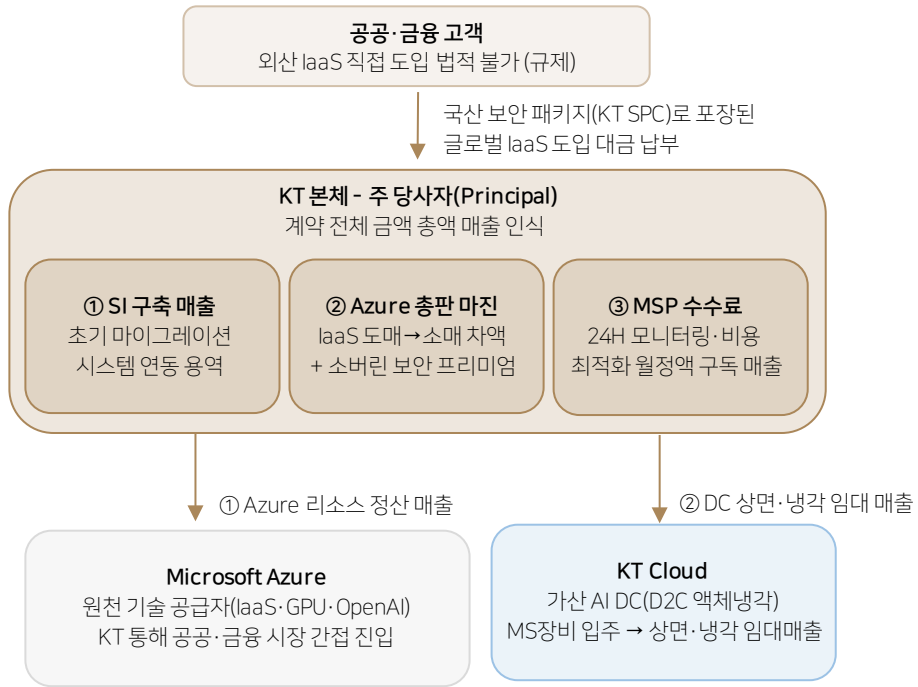 공공·금융 고객
외산 IaaS 직접 도입 법적 불가 (규제)
국산 보안 패키지(KT SPC)로 포장된
글로벌 IaaS 도입 대금 납부
KT 본체 - 주 당사자(Principal)
계약 전체 금액 총액 매출 인식
① SI 구축 매출
초기 마이그레이션
시스템 연동 용역
② Azure 총판 마진
IaaS 도매→소매 차액
+ 소버린 보안 프리미엄
③ MSP 수수료
24H 모니터링·비용
최적화 월정액 구독 매출
① Azure 리소스 정산 매출
② DC 상면·냉각 임대 매출
Microsoft Azure
원천 기술 공급자(IaaS·GPU·OpenAI)
KT 통해 공공·금융 시장 간접 진입
KT Cloud
가산 AI DC(D2C 액체냉각)
MS장비 입주 → 상면·냉각 임대매출